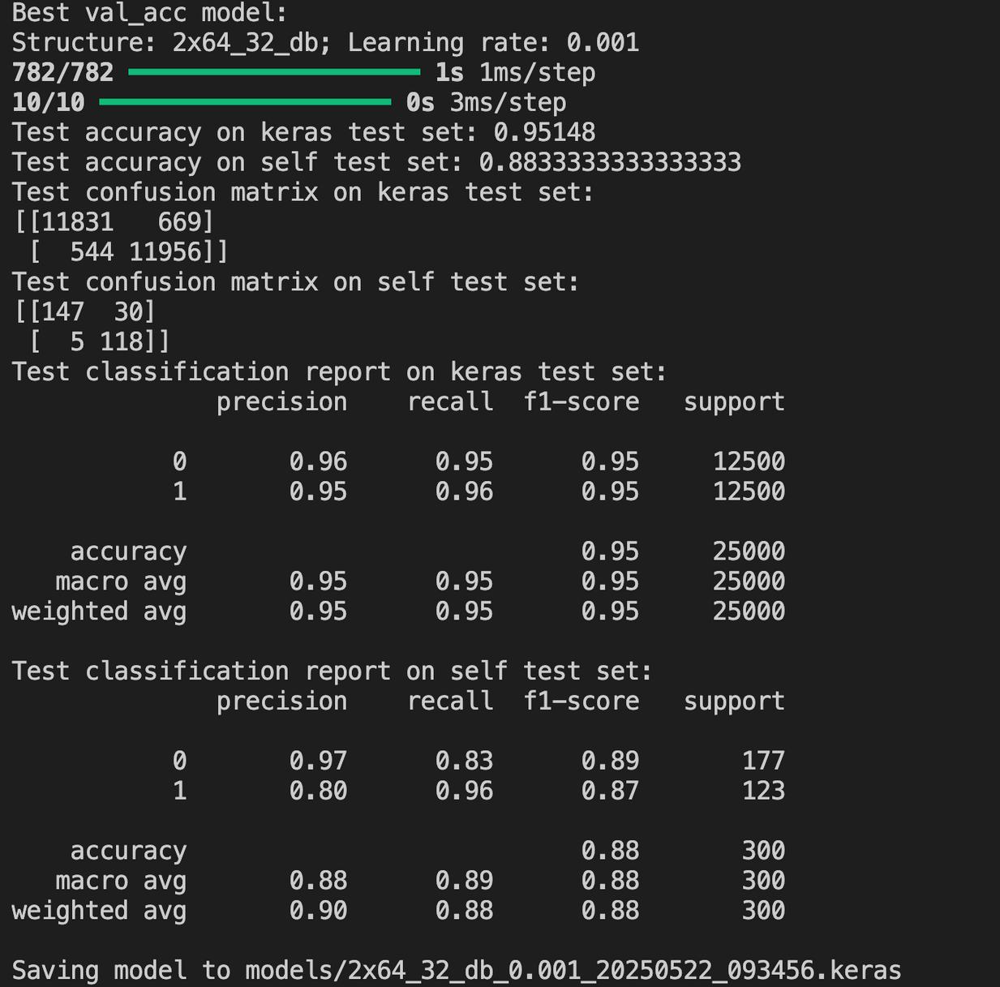 Best val_acc model:
Structure: 2x64_32_db; Learning rate: 0.001
782/782 1s 1ms/step
10/10 0s 3ms/step
Test accuracy on keras test set: 0.95148
Test accuracy on self test set: 0.8833333333333333
Test confusion matrix on keras test set:
[[11831   669]
 [  544 11956]]
Test confusion matrix on self test set:
[[147  30]
 [  5 118]]
Test classification report on keras test set:
              precision    recall  f1-score   support

           0       0.96      0.95      0.95     12500
           1       0.95      0.96      0.95     12500

    accuracy                           0.95     25000
   macro avg       0.95      0.95      0.95     25000
weighted avg       0.95      0.95      0.95     25000

Test classification report on self test set:
              precision    recall  f1-score   support

           0       0.97      0.83      0.89       177
           1       0.80      0.96      0.87       123

    accuracy                           0.88       300
   macro avg       0.88      0.89      0.88       300
weighted avg       0.90      0.88      0.88       300

Saving model to models/2x64_32_db_0.001_20250522_093456.keras